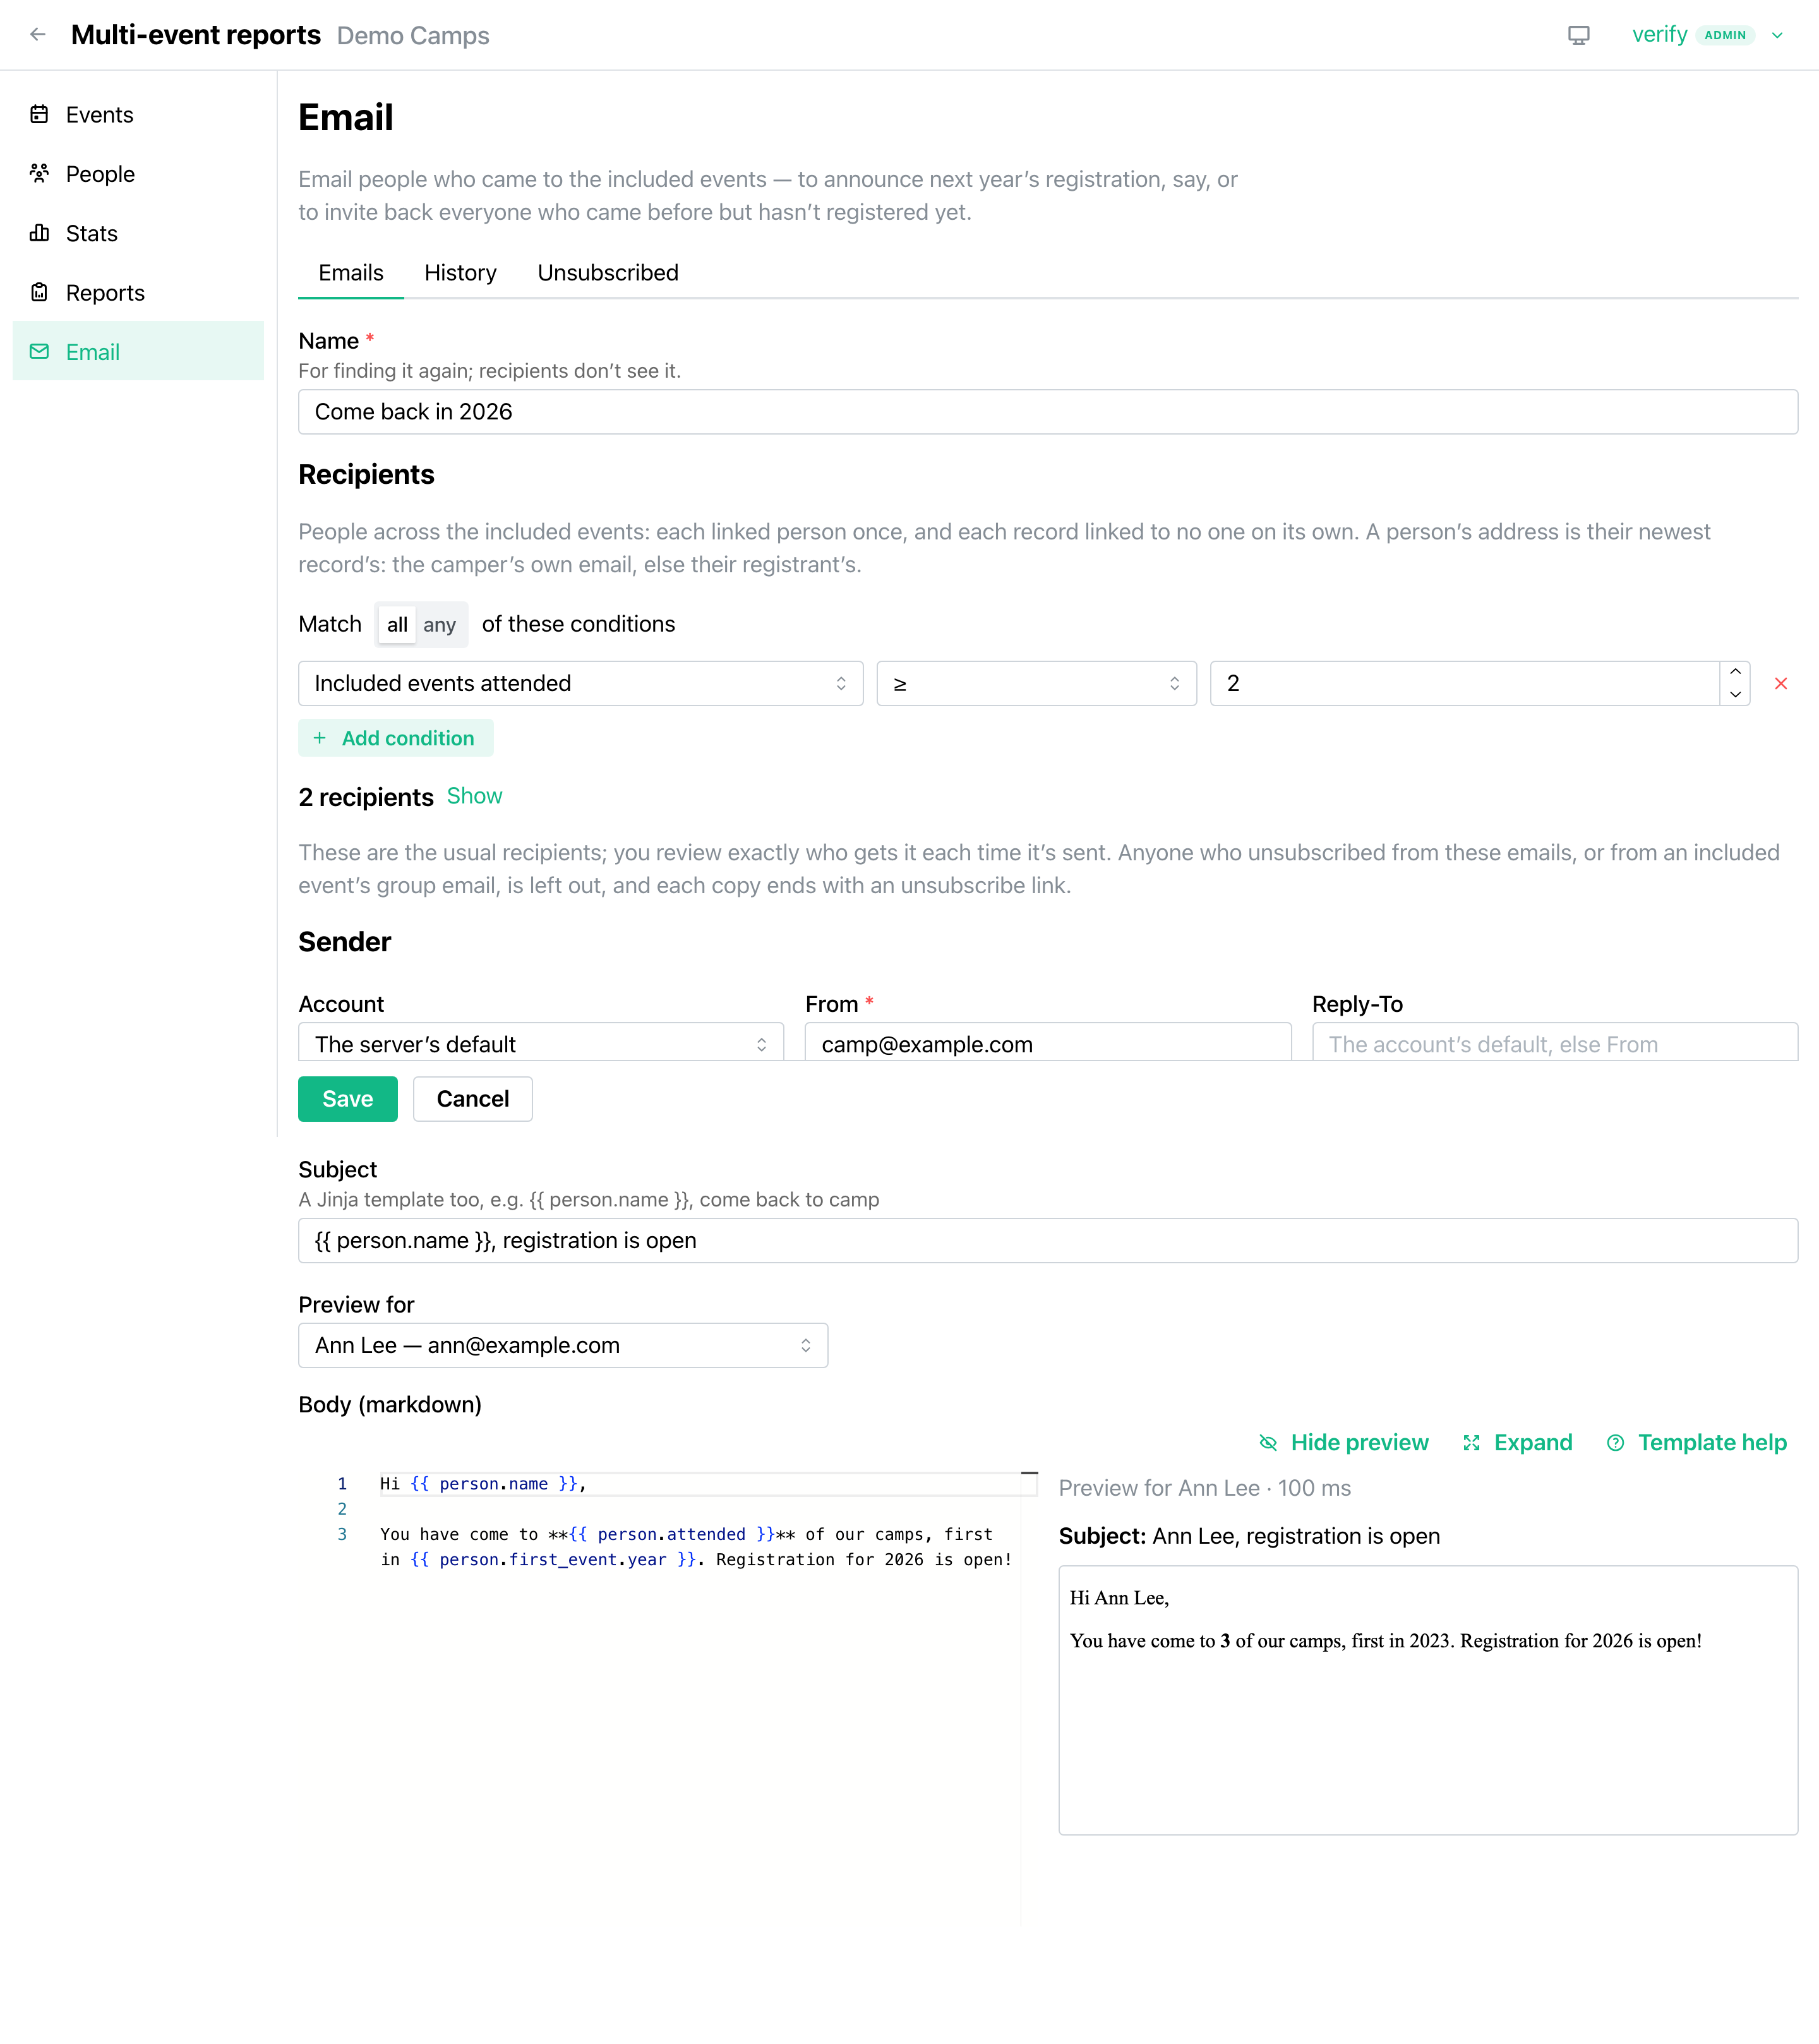 Multi-event reports Demo Camps
verify ADMIN
Events
People
Stats
Reports
Email
Email
Email people who came to the included events — to announce next year’s registration, say, or
to invite back everyone who came before but hasn’t registered yet.
Emails History Unsubscribed
Name *
For finding it again; recipients don’t see it.
Come back in 2026
Recipients
People across the included events: each linked person once, and each record linked to no one on its own. A person’s address is their newest
record’s: the camper’s own email, else their registrant’s.
Match all any of these conditions
Included events attended ≥ 2
+ Add condition
2 recipients Show
These are the usual recipients; you review exactly who gets it each time it’s sent. Anyone who unsubscribed from these emails, or from an included
event’s group email, is left out, and each copy ends with an unsubscribe link.
Sender
Account From * Reply-To
The server’s default camp@example.com The account’s default, else From
Save Cancel
Subject
A Jinja template too, e.g. {{ person.name }}, come back to camp
{{ person.name }}, registration is open
Preview for
Ann Lee — ann@example.com
Body (markdown)
Hide preview Expand Template help
1 Hi {{ person.name }},
2
3 You have come to **{{ person.attended }}** of our camps, first
in {{ person.first_event.year }}. Registration for 2026 is open!
Preview for Ann Lee · 100 ms
Subject: Ann Lee, registration is open
Hi Ann Lee,
You have come to 3 of our camps, first in 2023. Registration for 2026 is open!